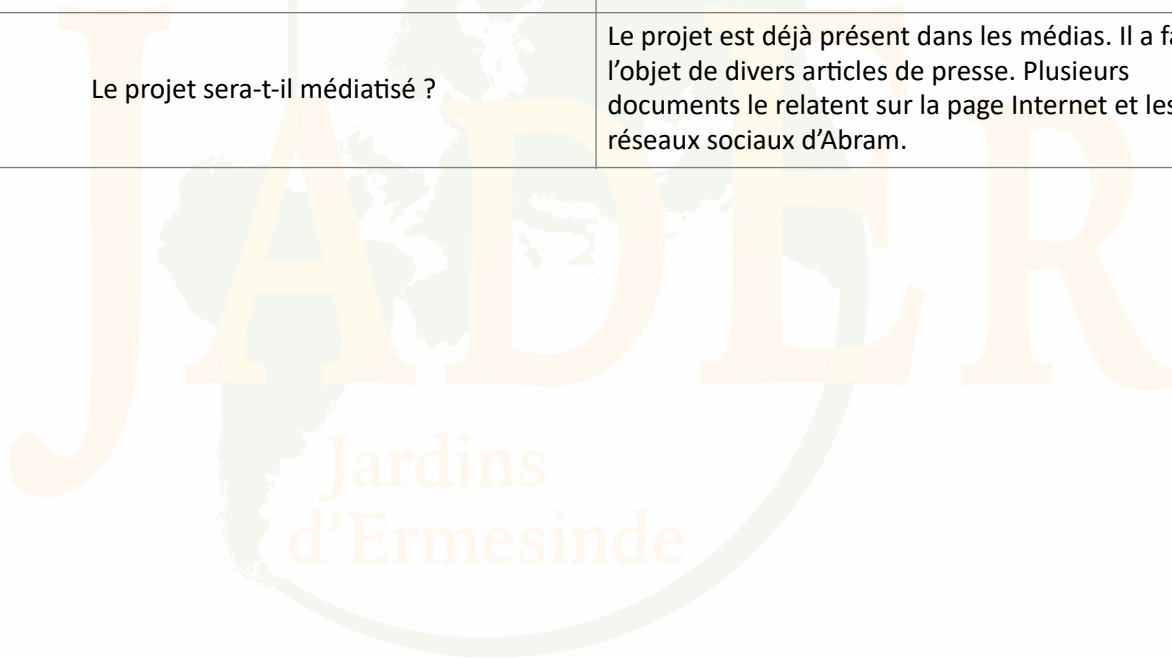 Le projet sera-t-il médiatisé ?
Le projet est déjà présent dans les médias. Il a
l’objet de divers articles de presse. Plusieurs
documents le relatent sur la page Internet et les
réseaux sociaux d’Abram.
JADER
Jardins
d’Ermesinde